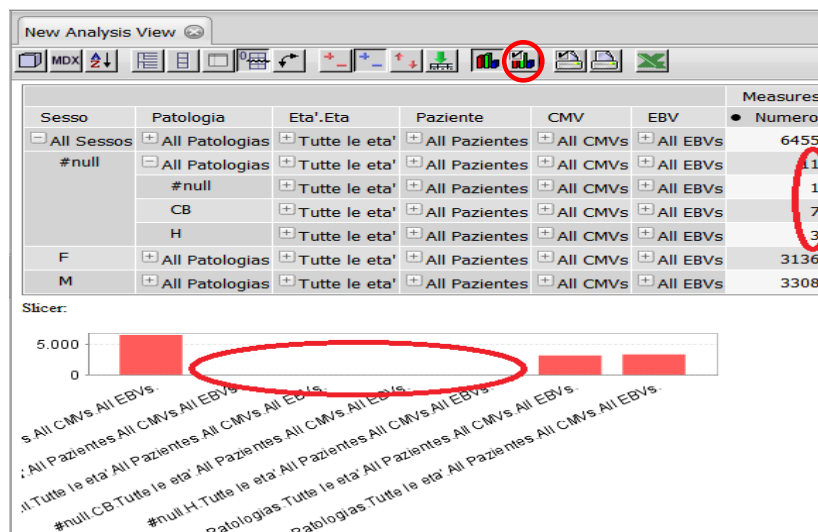 New Analysis View
MDX
Measures
Sesso Patologia Eta'.Eta Paziente CMV EBV Numero
All Sessos All Patologias Tutte le eta' All Pazientes All CMVs All EBVs 6455
#null All Patologias Tutte le eta' All Pazientes All CMVs All EBVs 11
#null Tutte le eta' All Pazientes All CMVs All EBVs 1
CB Tutte le eta' All Pazientes All CMVs All EBVs 7
H Tutte le eta' All Pazientes All CMVs All EBVs 3
F All Patologias Tutte le eta' All Pazientes All CMVs All EBVs 3136
M All Patologias Tutte le eta' All Pazientes All CMVs All EBVs 3308
Slicer:
5.000
0
s.All CMVs.All EBVs.
'.All Pazientes.All CMVs.All EBVs.
ll.Tutte le eta'.All Pazientes.All CMVs.All EBVs.
#null.CB.Tutte le eta'.All Pazientes.All CMVs.All EBVs.
#null.H.Tutte le eta'.All Pazientes.All CMVs.All EBVs.
Patologias.Tutte le eta'.All Pazientes.All CMVs.All EBVs.
Patologias.Tutte le eta'.All Pazientes.All CMVs.All EBVs.